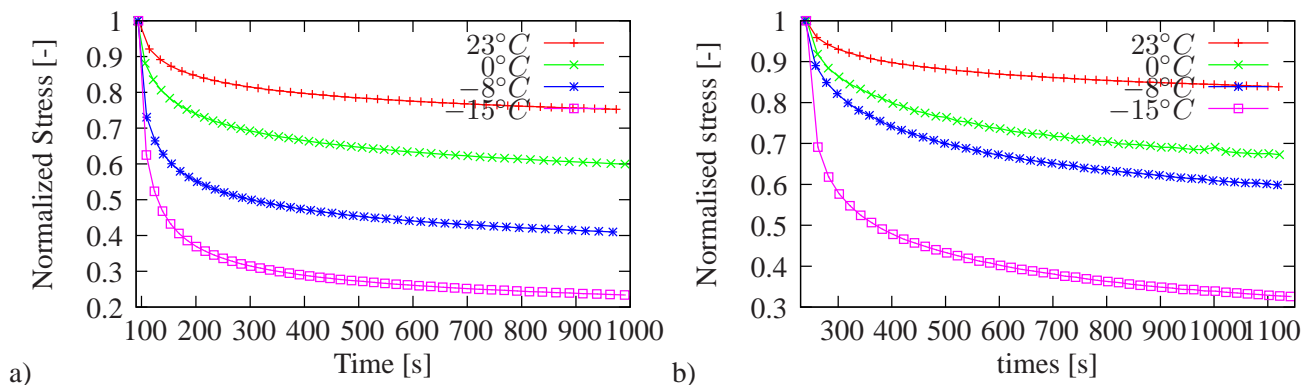 1
0.9
0.8
0.7
0.6
0.5
0.4
0.3
0.2
100 200 300 400 500 600 700 800 900 1000
Normalized Stress [-]
Time [s]
23°C
0°C
−8°C
−15°C
a)
1
0.9
0.8
0.7
0.6
0.5
0.4
0.3
300 400 500 600 700 800 900 1000 1100
Normalised stress [-]
times [s]
23°C
0°C
−8°C
−15°C
b)